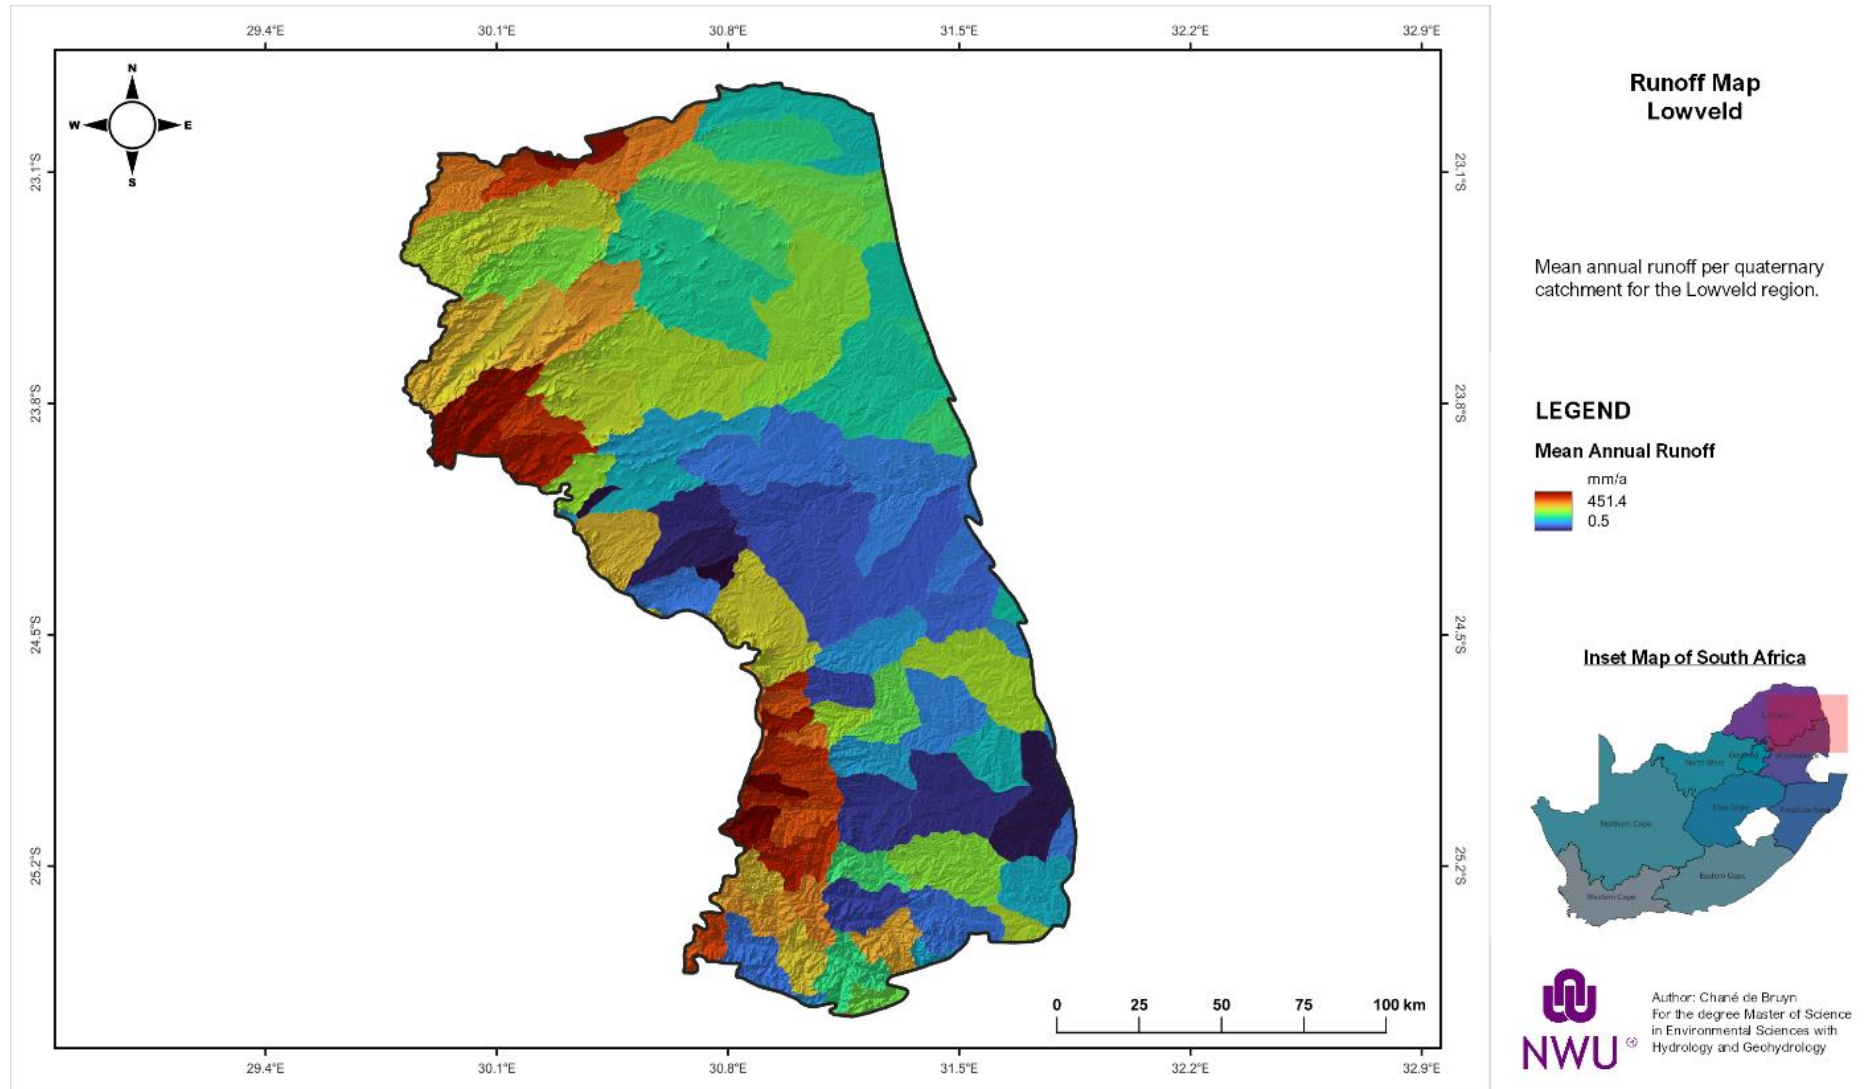 29.4°E 30.1°E 30.8°E 31.5°E 32.2°E 32.9°E
N
W E
S
23.1°S 23.1°S
23.8°S 23.8°S
24.5°S 24.5°S
25.2°S 25.2°S
0 25 50 75 100 km
29.4°E 30.1°E 30.8°E 31.5°E 32.2°E 32.9°E
Runoff Map
Lowveld
Mean annual runoff per quaternary
catchment for the Lowveld region.
LEGEND
Mean Annual Runoff
mm/a
451.4
0.5
Inset Map of South Africa
North West
Free State
Northern Cape
Eastern Cape
Western Cape
NWU
Author: Chané de Bruyn
For the degree Master of Science
in Environmental Sciences with
Hydrology and Geohydrology